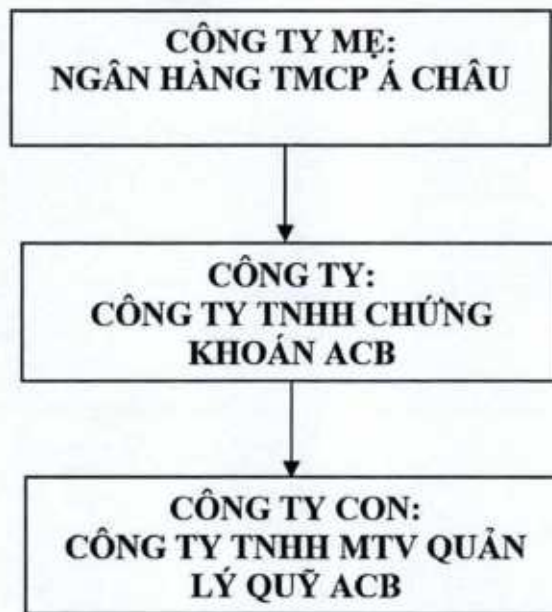 CÔNG TY MẸ:
NGÂN HÀNG TMCP Á CHÂU
CÔNG TY:
CÔNG TY TNHH CHỨNG
KHOÁN ACB
CÔNG TY CON:
CÔNG TY TNHH MTV QUẢN
LÝ QUỸ ACB